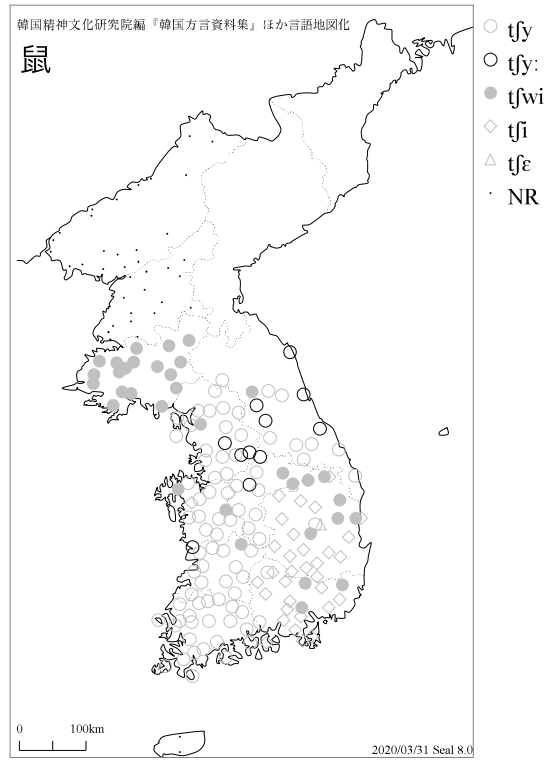 韓国精神文化研究院編『韓国方言資料集』ほか言語地図化
鼠
tʃy
tʃyː
tʃwi
tʃi
tʃɛ
NR
0 100km
2020/03/31 Seal 8.0